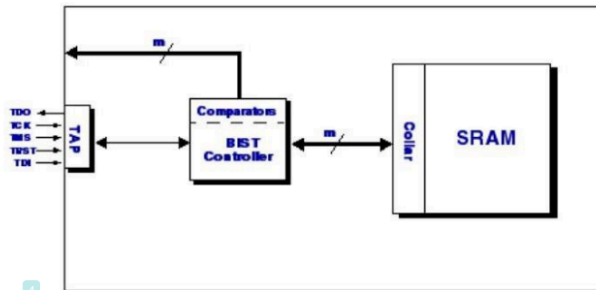 m
TDO
TCK
TMS
TRST
TDI
TAP
Comparators
BIST
Controller
m
Collar
SRAM